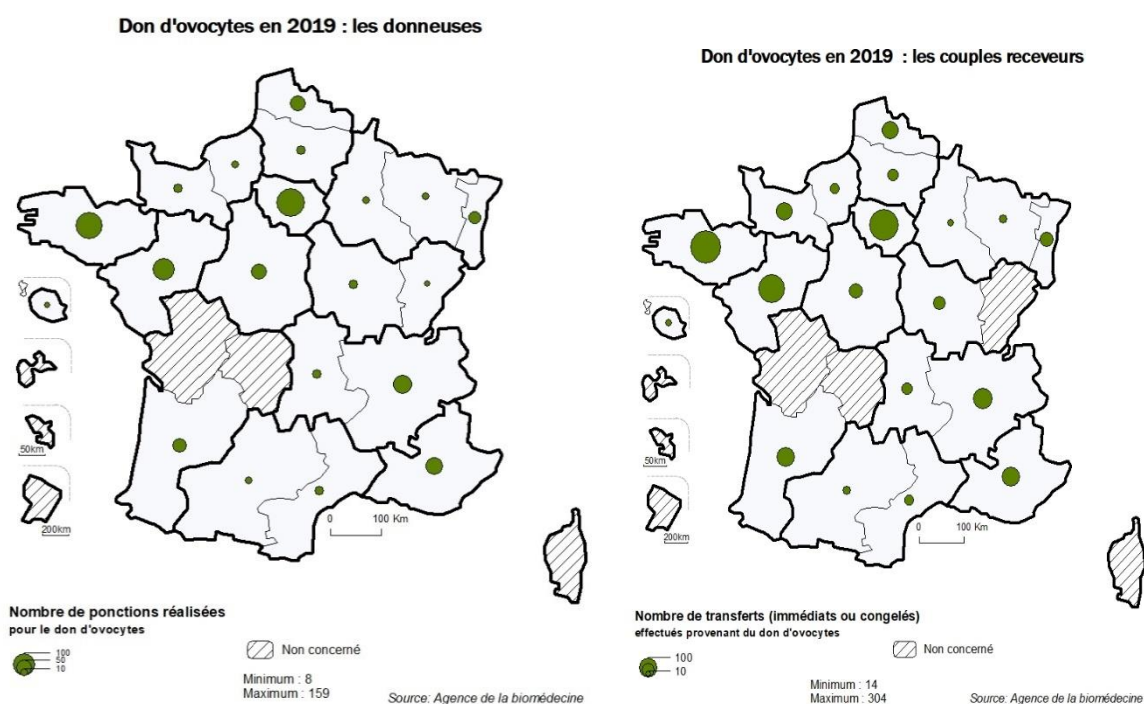 Don d'ovocytes en 2019 : les donneuses
50km
200km
0 100 Km
Nombre de ponctions réalisées
pour le don d'ovocytes
100
50
10
Non concerné
Minimum : 8
Maximum : 159
Source: Agence de la biomédecine
Don d'ovocytes en 2019 : les couples receveurs
50km
200km
0 100 Km
Nombre de transferts (immédiats ou congelés)
effectués provenant du don d'ovocytes
100
10
Non concerné
Minimum : 14
Maximum : 304
Source: Agence de la biomédecine